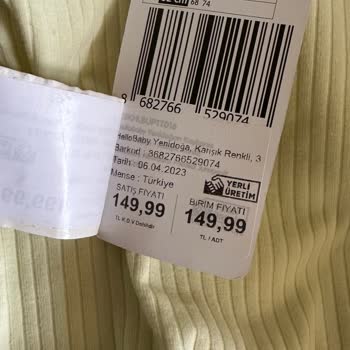 68 74
8 682766 529074
HelloBaby Yenidoğa, Karışık Renkli, 3
Barkod : 8682766529074
Tarih : 06.04.2023
Menşe : Türkiye
YERLİ ÜRETİM
SATIŞ FİYATI
149,99
TL K.D.V Dahildir
BİRİM FİYATI
149,99
TL / ADT